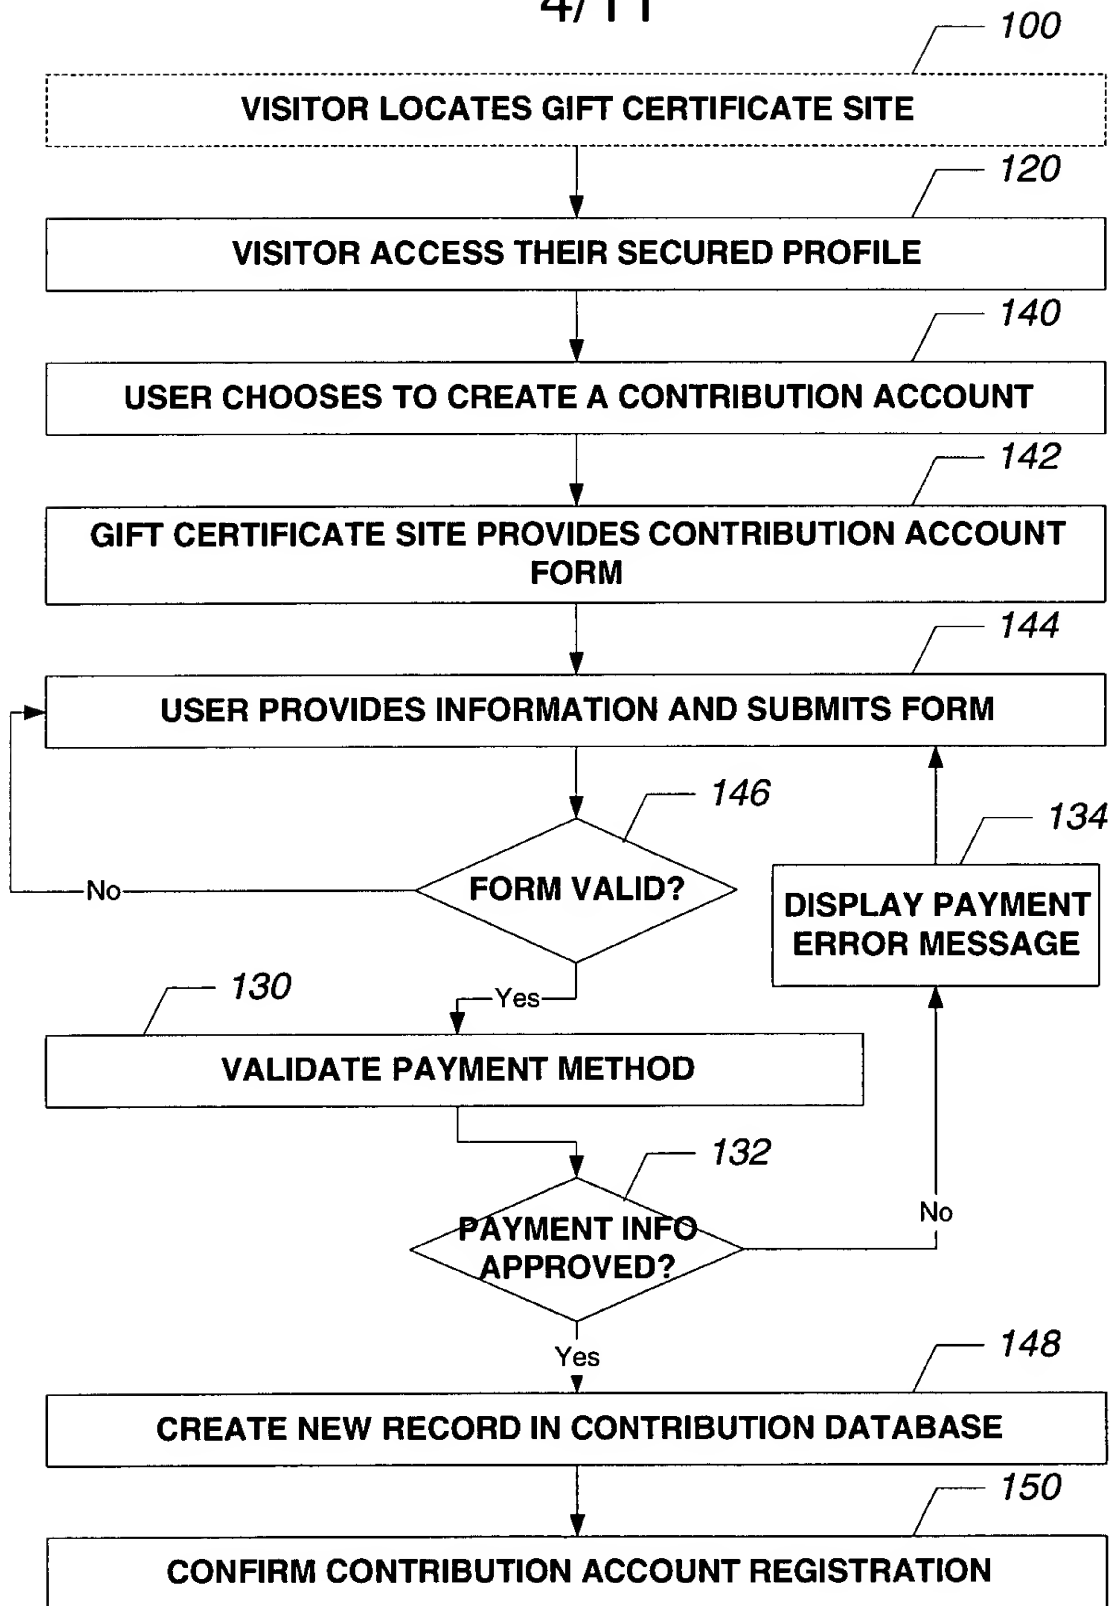 4/11
100
VISITOR LOCATES GIFT CERTIFICATE SITE
120
VISITOR ACCESS THEIR SECURED PROFILE
140
USER CHOOSES TO CREATE A CONTRIBUTION ACCOUNT
142
GIFT CERTIFICATE SITE PROVIDES CONTRIBUTION ACCOUNT
FORM
144
USER PROVIDES INFORMATION AND SUBMITS FORM
146
134
No
FORM VALID?
DISPLAY PAYMENT
ERROR MESSAGE
130
Yes
VALIDATE PAYMENT METHOD
132
PAYMENT INFO
APPROVED?
No
Yes
148
CREATE NEW RECORD IN CONTRIBUTION DATABASE
150
CONFIRM CONTRIBUTION ACCOUNT REGISTRATION